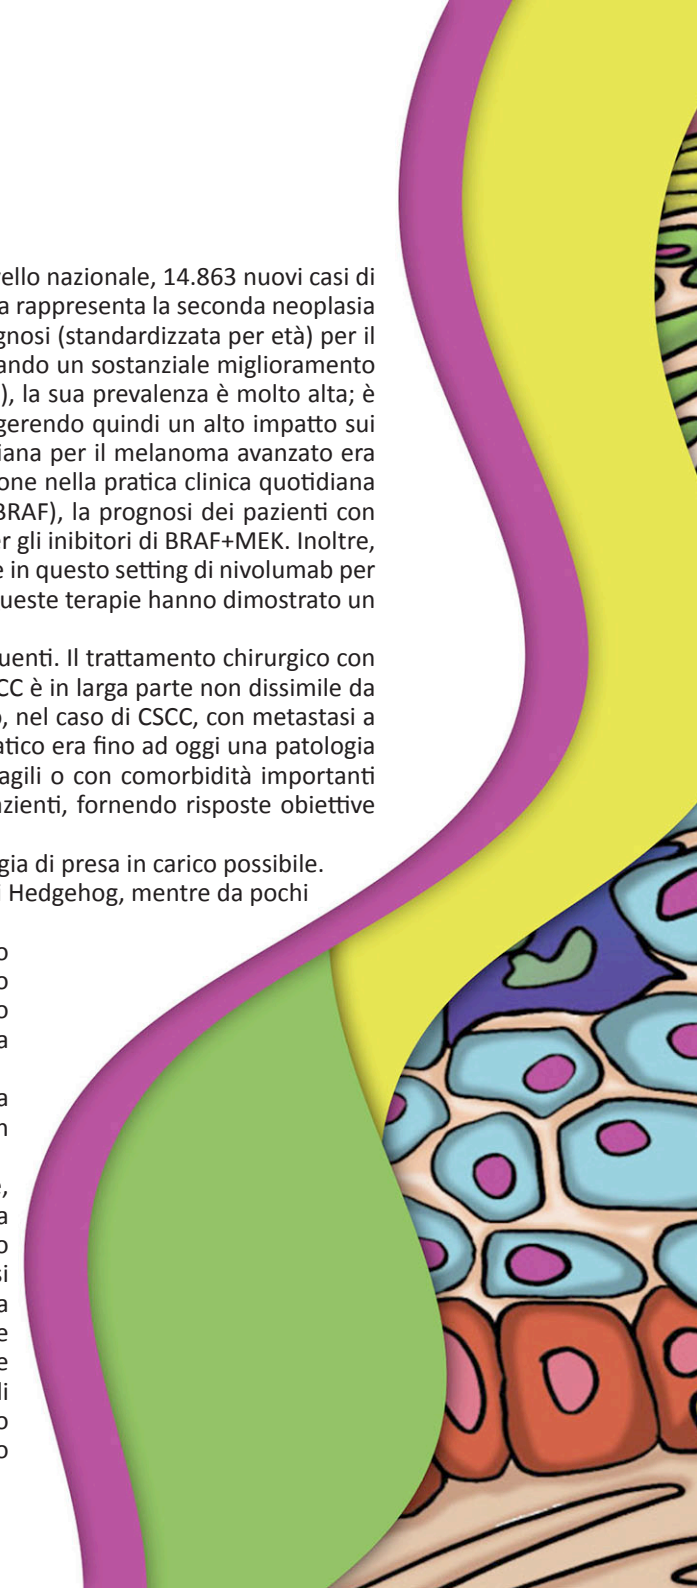 ello nazionale, 14.863 nuovi casi di
a rappresenta la seconda neoplasia
gnosi (standardizzata per età) per il
ando un sostanziale miglioramento
), la sua prevalenza è molto alta; è
gerendo quindi un alto impatto sui
iana per il melanoma avanzato era
one nella pratica clinica quotidiana
BRAF), la prognosi dei pazienti con
r gli inibitori di BRAF+MEK. Inoltre,
e in questo setting di nivolumab per
ueste terapie hanno dimostrato un
uenti. Il trattamento chirurgico con
CC è in larga parte non dissimile da
o, nel caso di CSCC, con metastasi a
atico era fino ad oggi una patologia
agili o con comorbidità importanti
azienti, fornendo risposte obiettive
gia di presa in carico possibile.
i Hedgehog, mentre da pochi
o
o
o
a
a
n
,
a
o
si
a
e
e
li
o
o